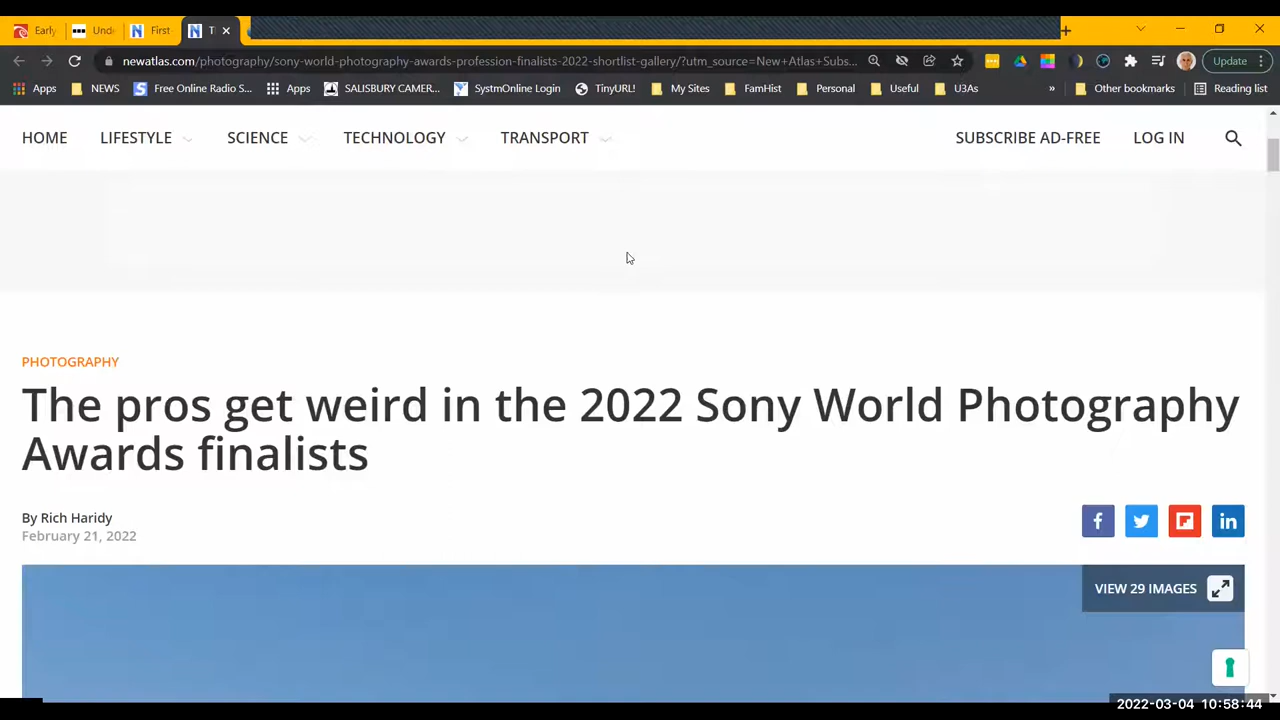 Early
Und
First
T
newatlas.com/photography/sony-world-photography-awards-profession-finalists-2022-shortlist-gallery/?utm_source=New+Atlas+Subs...
Update
Apps
NEWS
Free Online Radio S...
Apps
SALISBURY CAMER...
SystmOnline Login
TinyURL!
My Sites
FamHist
Personal
Useful
U3As
»
Other bookmarks
Reading list
HOME
LIFESTYLE
SCIENCE
TECHNOLOGY
TRANSPORT
SUBSCRIBE AD-FREE
LOG IN
PHOTOGRAPHY
The pros get weird in the 2022 Sony World Photography
Awards finalists
By Rich Haridy
February 21, 2022
VIEW 29 IMAGES
2022-03-04 10:58:44